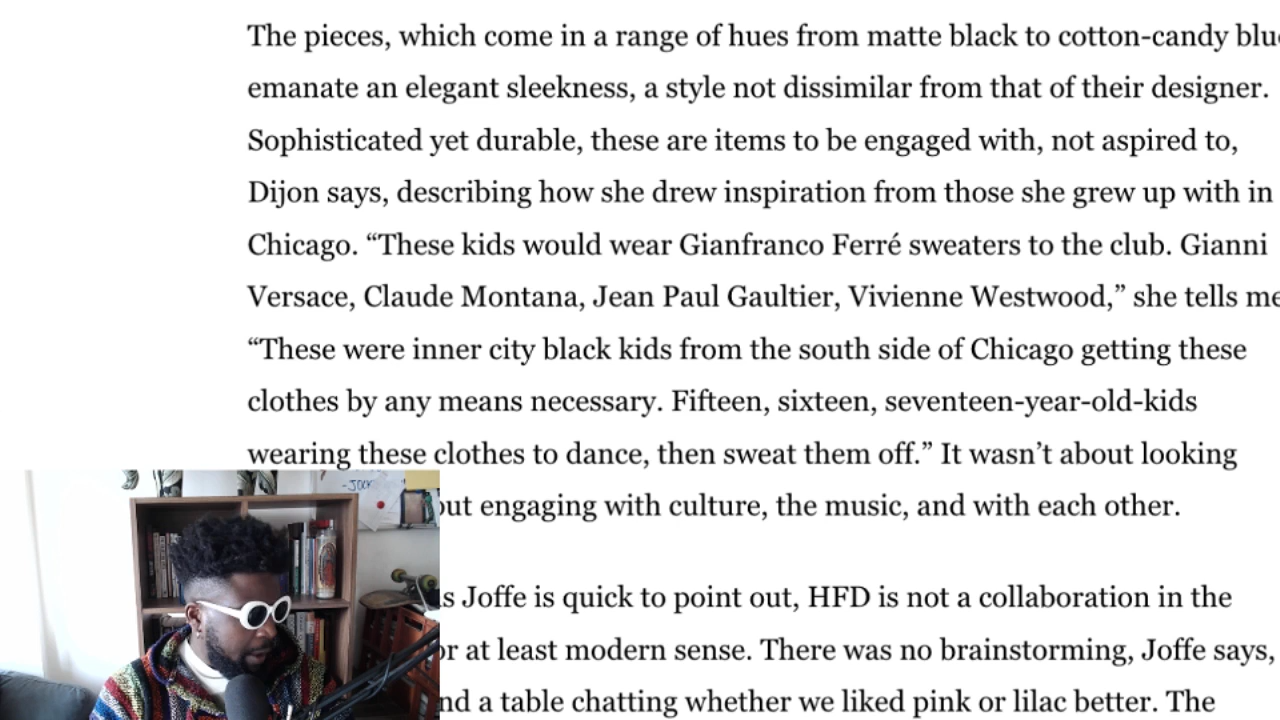 The pieces, which come in a range of hues from matte black to cotton-candy blue
emanate an elegant sleekness, a style not dissimilar from that of their designer.
Sophisticated yet durable, these are items to be engaged with, not aspired to,
Dijon says, describing how she drew inspiration from those she grew up with in
Chicago. “These kids would wear Gianfranco Ferré sweaters to the club. Gianni
Versace, Claude Montana, Jean Paul Gaultier, Vivienne Westwood,” she tells me
“These were inner city black kids from the south side of Chicago getting these
clothes by any means necessary. Fifteen, sixteen, seventeen-year-old-kids
wearing these clothes to dance, then sweat them off.” It wasn’t about looking
out engaging with culture, the music, and with each other.
s Joffe is quick to point out, HFD is not a collaboration in the
or at least modern sense. There was no brainstorming, Joffe says,
nd a table chatting whether we liked pink or lilac better. The